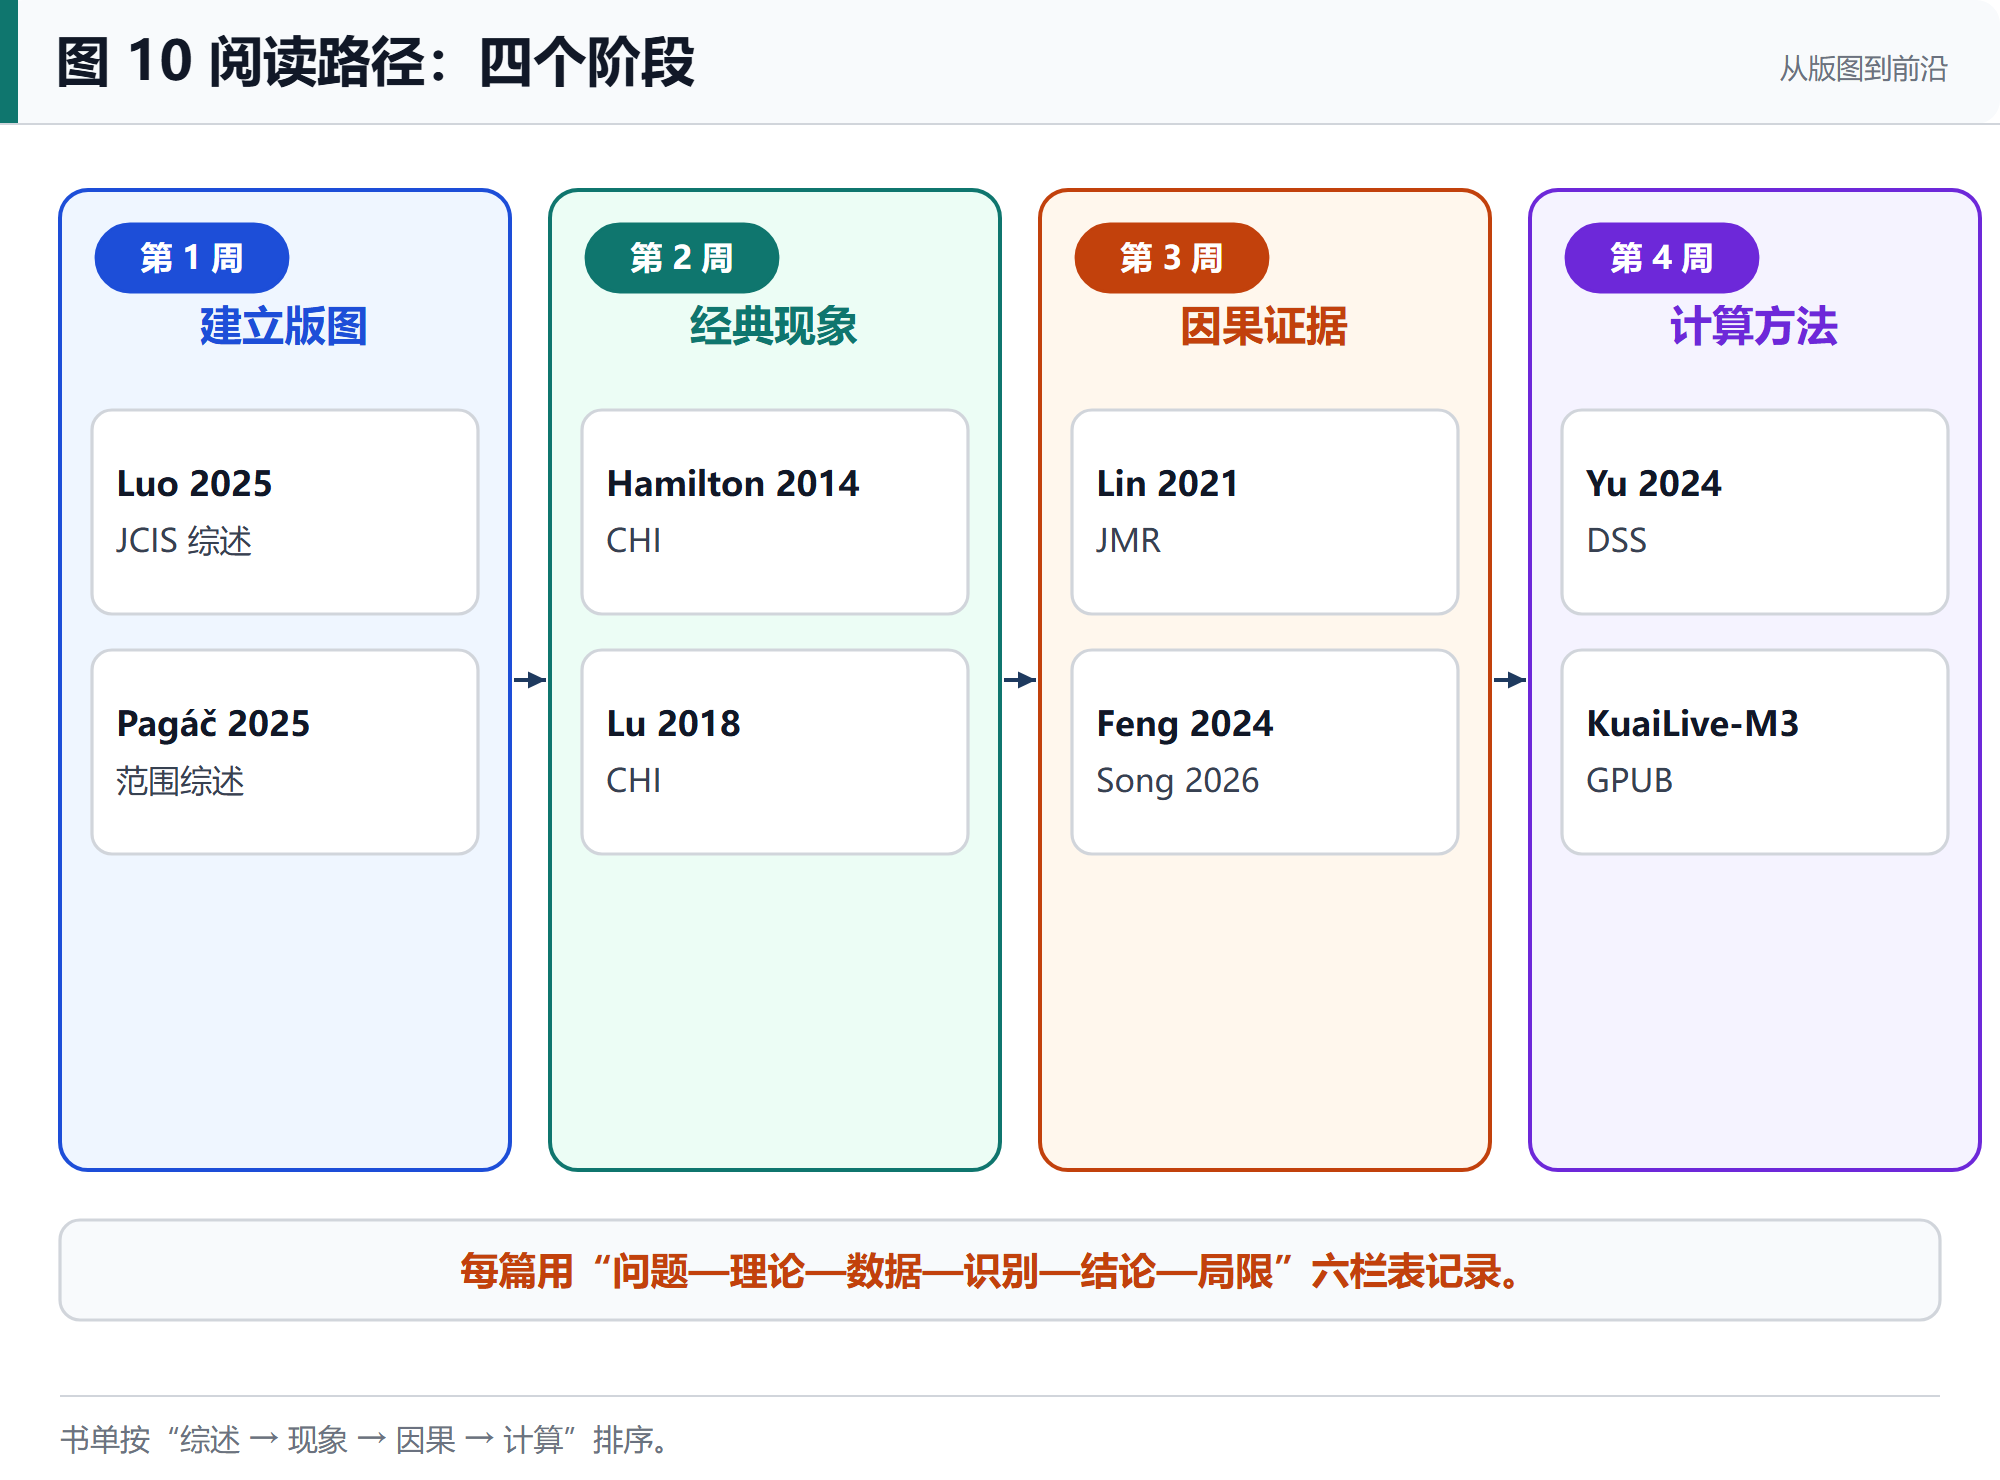 图 10 阅读路径：四个阶段
从版图到前沿
第 1 周
建立版图
Luo 2025
JCIS 综述
Pagáč 2025
范围综述
第 2 周
经典现象
Hamilton 2014
CHI
Lu 2018
CHI
第 3 周
因果证据
Lin 2021
JMR
Feng 2024
Song 2026
第 4 周
计算方法
Yu 2024
DSS
KuaiLive-M3
GPUB
每篇用“问题—理论—数据—识别—结论—局限”六栏表记录。
书单按“综述 → 现象 → 因果 → 计算”排序。